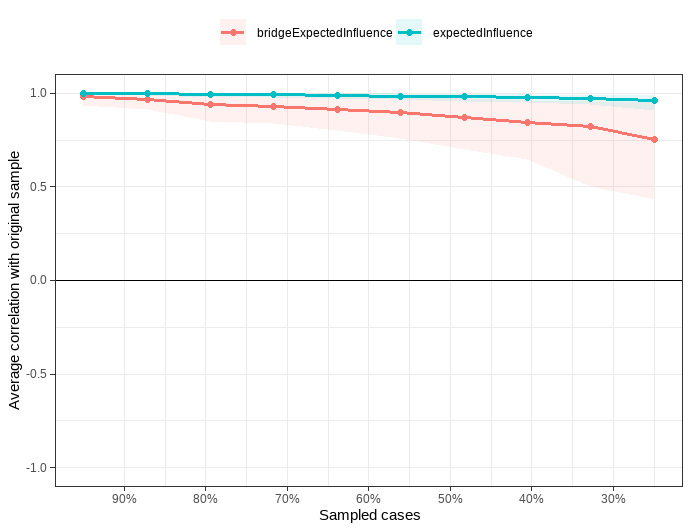 bridgeExpectedInfluence expectedInfluence
1.0
0.5
0.0
-0.5
-1.0
Average correlation with original sample
90% 80% 70% 60% 50% 40% 30%
Sampled cases